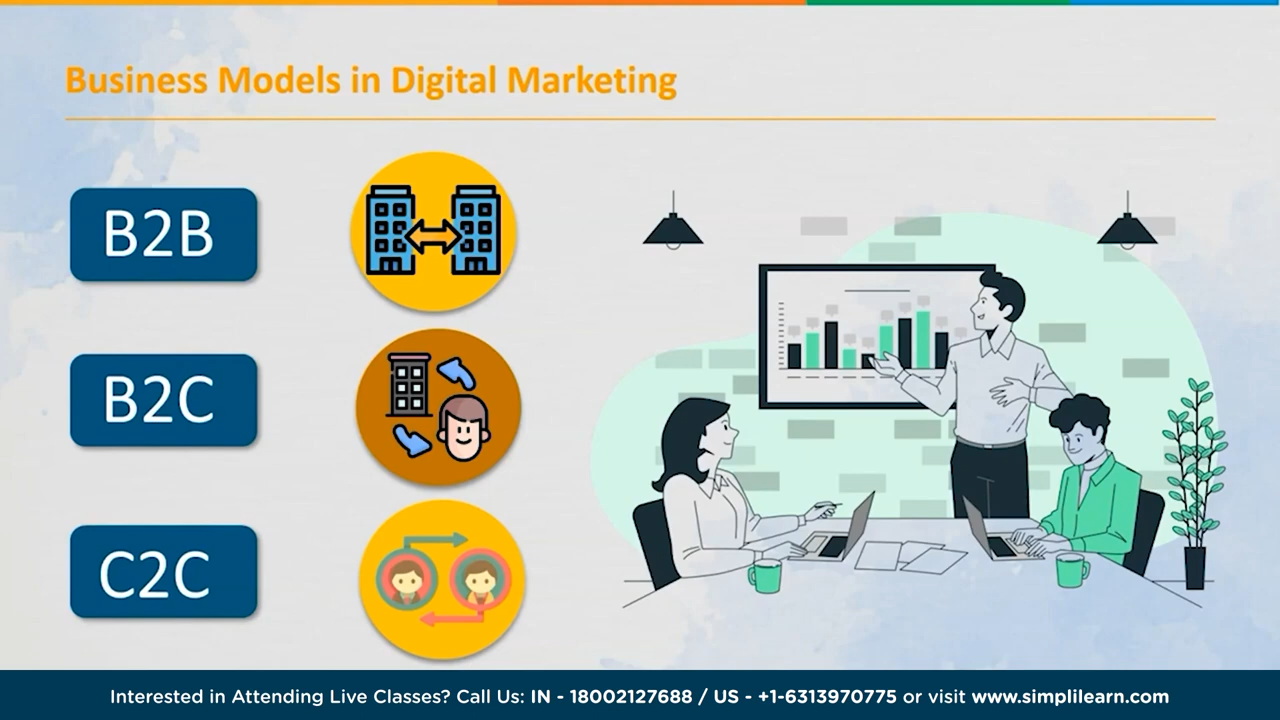 Business Models in Digital Marketing
B2B
B2C
C2C
Interested in Attending Live Classes? Call Us: IN - 18002127688 / US - +1-6313970775 or visit www.simplilearn.com